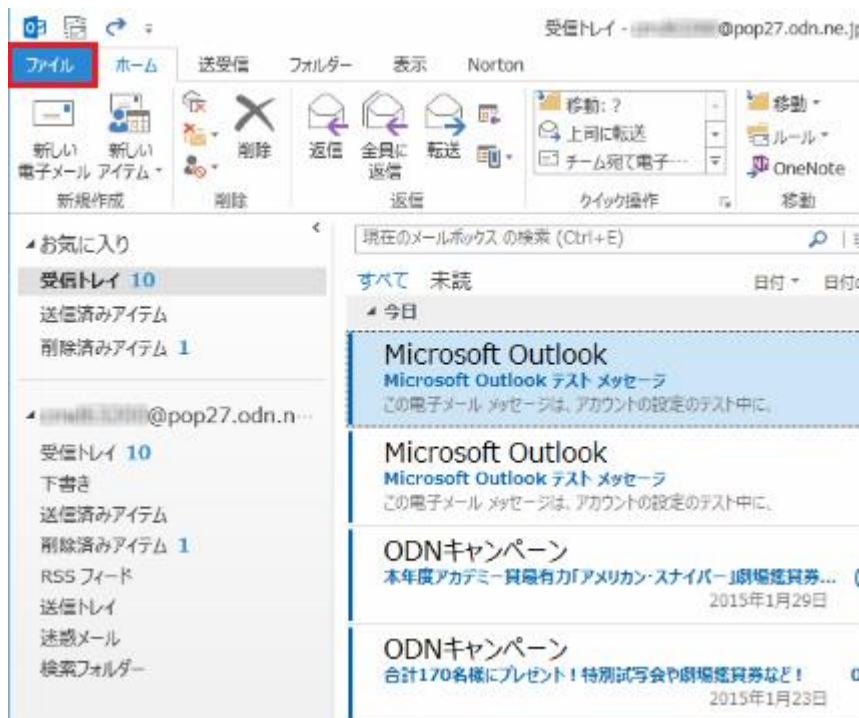 受信トレイ - @pop27.odn.ne.jp
ファイル ホーム 送受信 フォルダー 表示 Norton
新しい
電子メール
新しい
アイテム
新規作成
削除
削除
返信
全員に
返信
転送
返信
移動: ?
上司に転送
チーム宛て電子…
クイック操作
移動
ルール
OneNote
移動
お気に入り
受信トレイ 10
送信済みアイテム
削除済みアイテム 1
@pop27.odn.n…
受信トレイ 10
下書き
送信済みアイテム
削除済みアイテム 1
RSS フィード
送信トレイ
迷惑メール
検索フォルダー
現在のメールボックス の検索 (Ctrl+E)
すべて 未読 日付 日付の
今日
Microsoft Outlook
Microsoft Outlook テスト メッセージ
この電子メール メッセージは、アカウントの設定のテスト中に、
Microsoft Outlook
Microsoft Outlook テスト メッセージ
この電子メール メッセージは、アカウントの設定のテスト中に、
ODNキャンペーン
本年度アカデミー賞最有力「アメリカン・スナイパー」劇場鑑賞券...
2015年1月29日
ODNキャンペーン
合計170名様にプレゼント！特別試写会や劇場鑑賞券など！
2015年1月23日